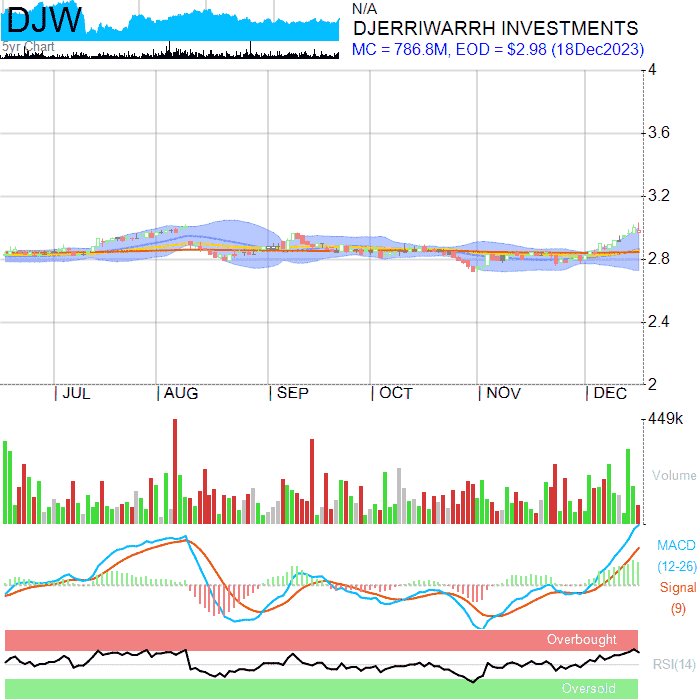 DJW
5yr Chart
N/A
DJERRIWARRH INVESTMENTS
MC = 786.8M, EOD = $2.98 (18Dec2023)
4
3.6
3.2
2.8
2.4
2
JUL AUG SEP OCT NOV DEC
449k
Volume
MACD
(12-26)
Signal
(9)
Overbought
RSI(14)
Oversold